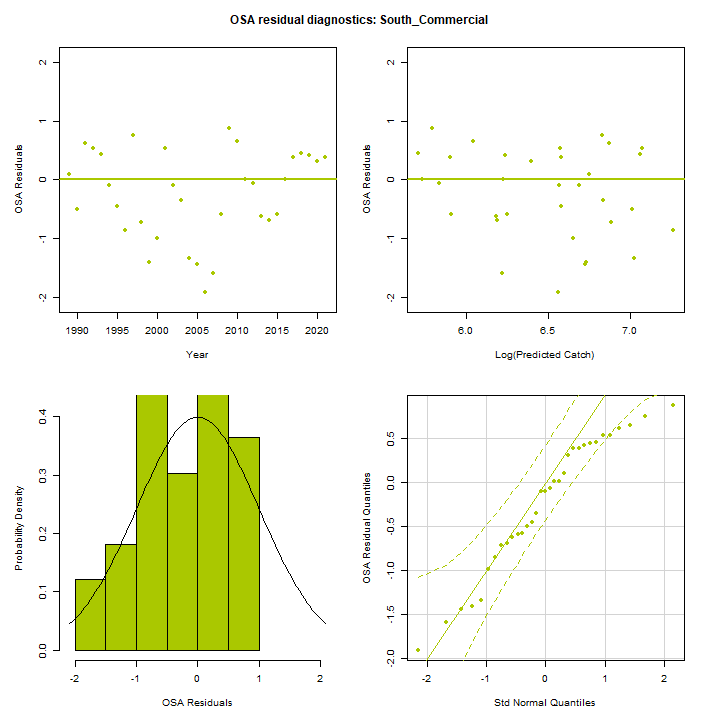 OSA residual diagnostics: South_Commercial
OSA Residuals
2
1
0
-1
-2
1990 1995 2000 2005 2010 2015 2020
Year
OSA Residuals
2
1
0
-1
-2
6.0 6.5 7.0
Log(Predicted Catch)
Probability Density
0.4
0.3
0.2
0.1
0.0
-2 -1 0 1 2
OSA Residuals
OSA Residual Quantiles
0.5
0.0
-0.5
-1.0
-1.5
-2.0
-2 -1 0 1 2
Std Normal Quantiles